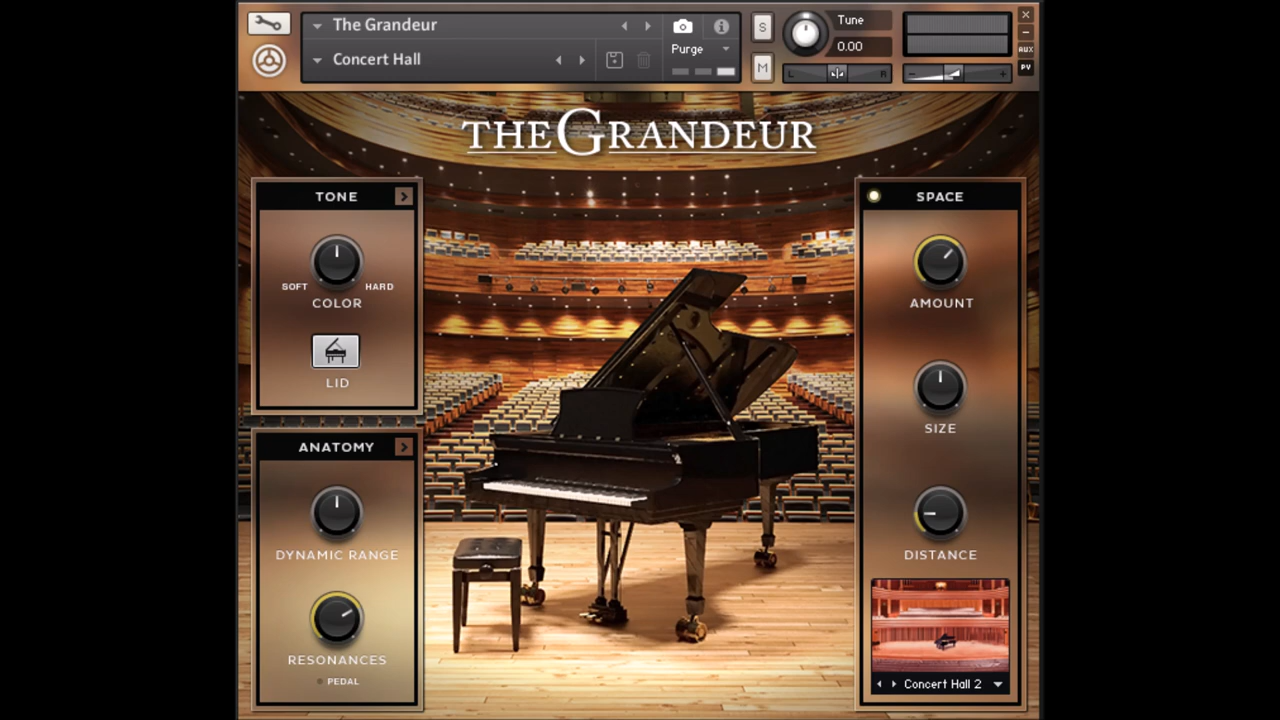 The Grandeur
Concert Hall
Purge
S
M
Tune
0.00
L R
- +
X
-
AUX
PV
THE GRANDEUR
TONE
SOFT HARD
COLOR
LID
ANATOMY
DYNAMIC RANGE
RESONANCES
PEDAL
SPACE
AMOUNT
SIZE
DISTANCE
Concert Hall 2